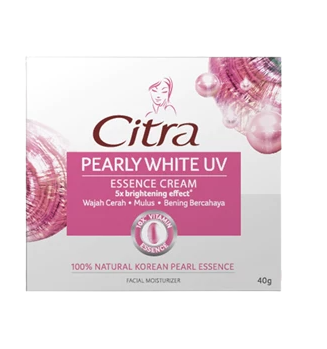 Citra
PEARLY WHITE UV
ESSENCE CREAM
5x brightening effect*
Wajah Cerah • Mulus • Bening Bercahaya
10x VITAMIN
ESSENCE
100% NATURAL KOREAN PEARL ESSENCE
FACIAL MOISTURIZER
40g